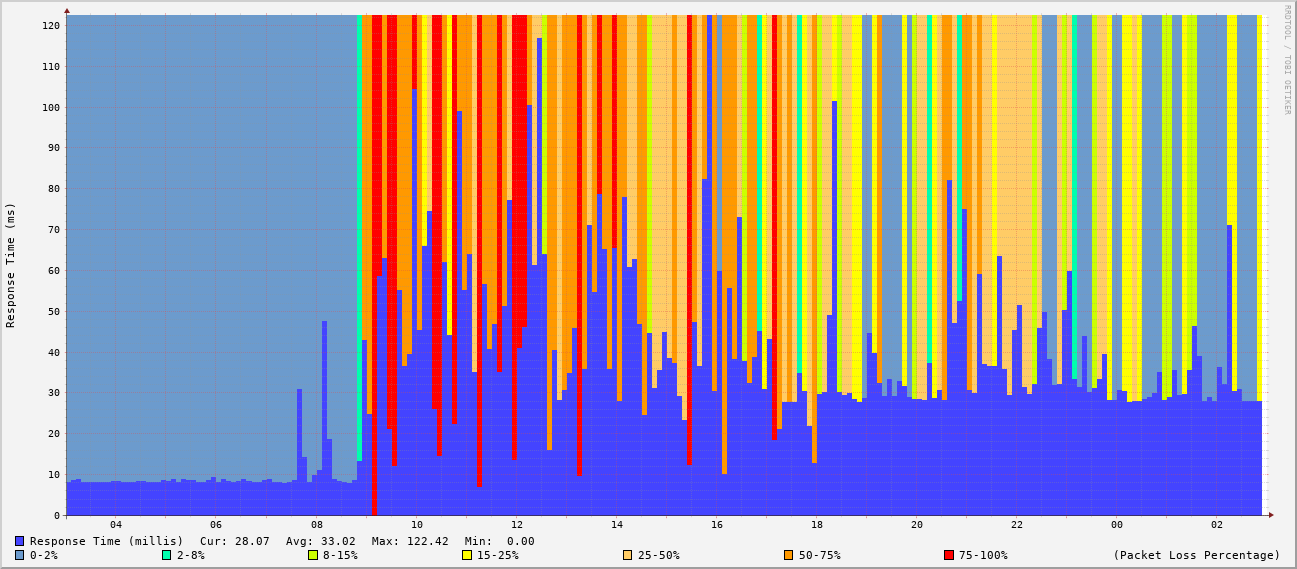 RRDTOOL / TOBI OETIKER
Response Time (ms)
120
110
100
90
80
70
60
50
40
30
20
10
0
04 06 08 10 12 14 16 18 20 22 00 02
Response Time (millis) Cur: 28.07 Avg: 33.02 Max: 122.42 Min: 0.00
0-2% 2-8% 8-15% 15-25% 25-50% 50-75% 75-100% (Packet Loss Percentage)